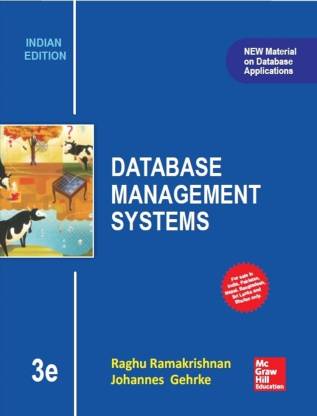 INDIAN
EDITION
NEW Material
on Database
Applications
DATABASE
MANAGEMENT
SYSTEMS
For sale in
India, Pakistan,
Nepal, Bangladesh,
Sri Lanka and
Bhutan only
3e
Raghu Ramakrishnan
Johannes Gehrke
Mc
Graw
Hill
Education